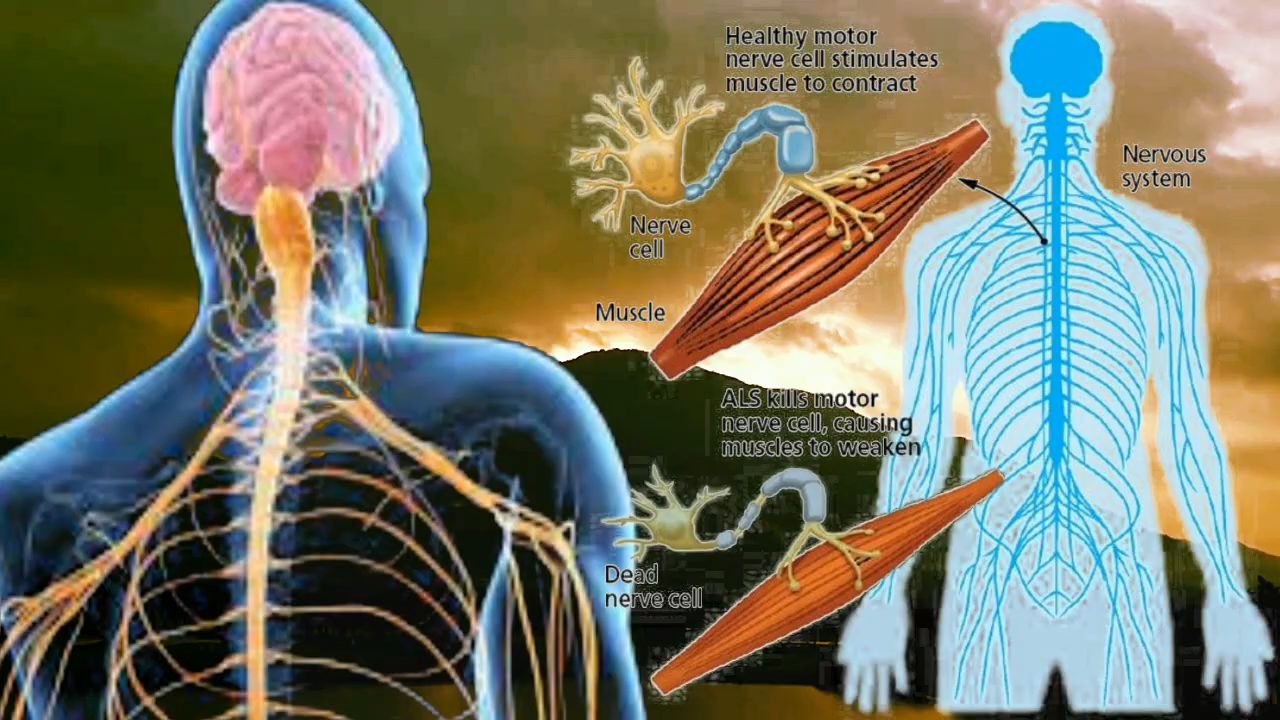 Healthy motor
nerve cell stimulates
muscle to contract
Nervous
system
Nerve
cell
Muscle
ALS kills motor
nerve cell, causing
muscles to weaken
Dead
nerve cell